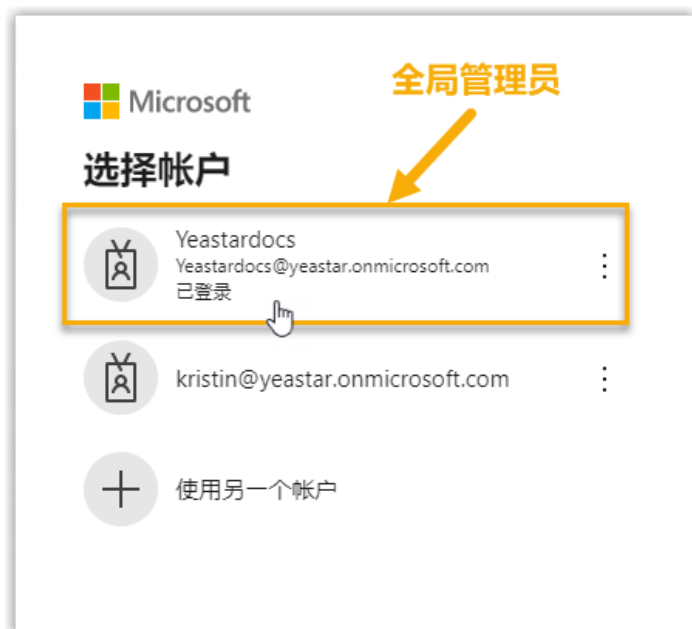 全局管理员
Microsoft
选择帐户
Yeastardocs
Yeastardocs@yeastar.onmicrosoft.com
已登录
kristin@yeastar.onmicrosoft.com
使用另一个帐户